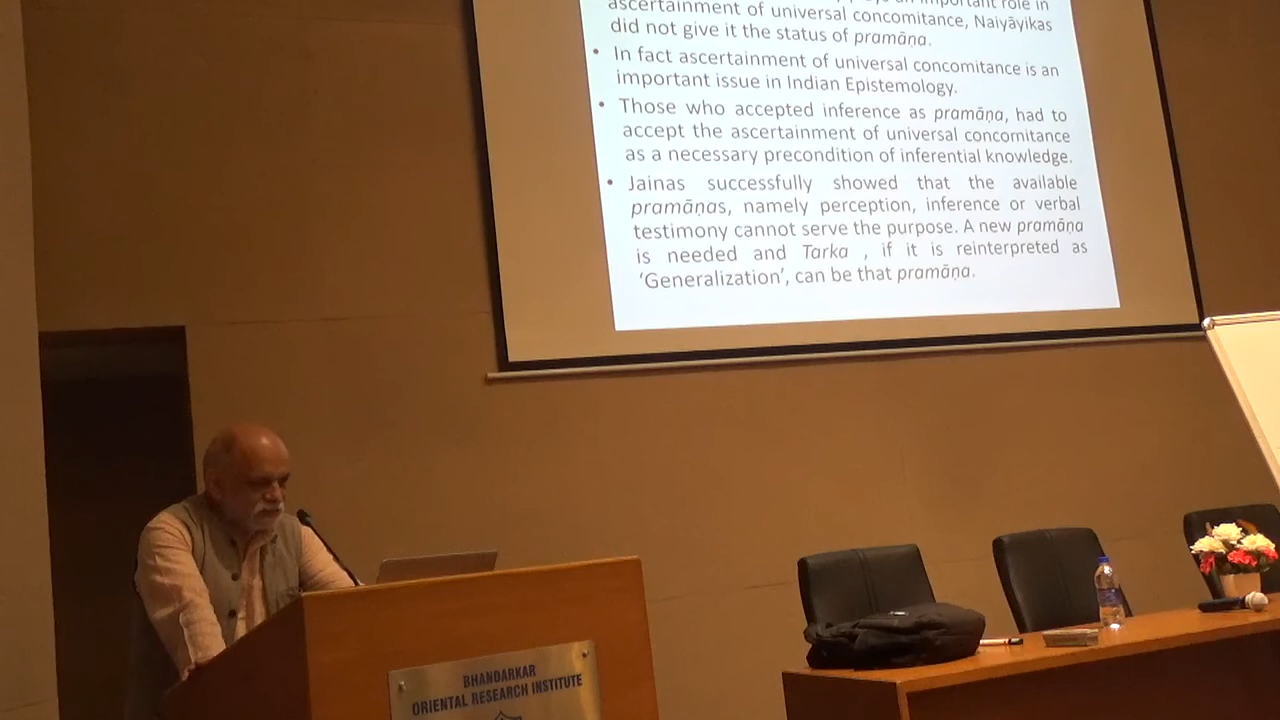 important role in
ascertainment of universal concomitance, Naiyāyikas
did not give it the status of pramāṇa.
• In fact ascertainment of universal concomitance is an
important issue in Indian Epistemology.
• Those who accepted inference as pramāṇa, had to
accept the ascertainment of universal concomitance
as a necessary precondition of inferential knowledge.
• Jainas successfully showed that the available
pramāṇas, namely perception, inference or verbal
testimony cannot serve the purpose. A new pramāṇa
is needed and Tarka , if it is reinterpreted as
‘Generalization’, can be that pramāṇa.
BHANDARKAR
ORIENTAL RESEARCH INSTITUTE